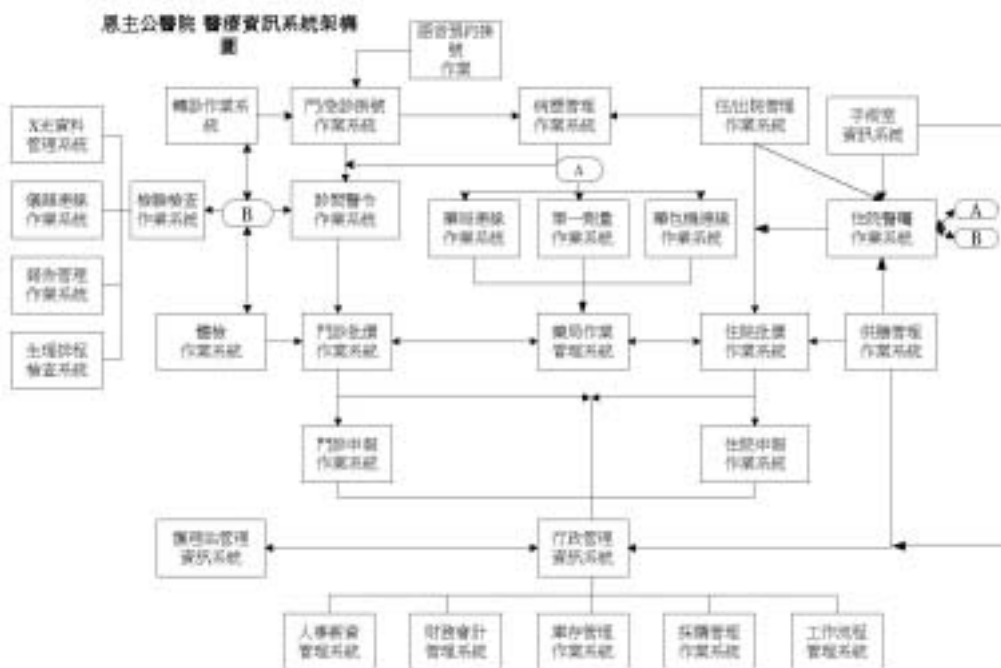 恩主公醫院 醫療資訊系統架構
圖
語音預約掛
號
作業
轉診作業系
統
門/急診掛號
作業系統
病歷管理
作業系統
住/出院管理
作業系統
手術室
資訊系統
X光資料
管理系統
A
儀器連線
作業系統
檢驗檢查
作業系統
B
診間醫令
作業系統
藥局連線
作業系統
單一劑量
作業系統
藥包機連線
作業系統
住院醫囑
作業系統
A
B
報告管理
作業系統
體檢
作業系統
門診批價
作業系統
藥局作業
管理系統
住院批價
作業系統
供膳管理
作業系統
生理排程
檢查系統
門診申報
作業系統
住院申報
作業系統
護理站管理
資訊系統
行政管理
資訊系統
人事薪資
管理系統
財務會計
管理系統
庫存管理
作業系統
採購管理
作業系統
工作流程
管理系統